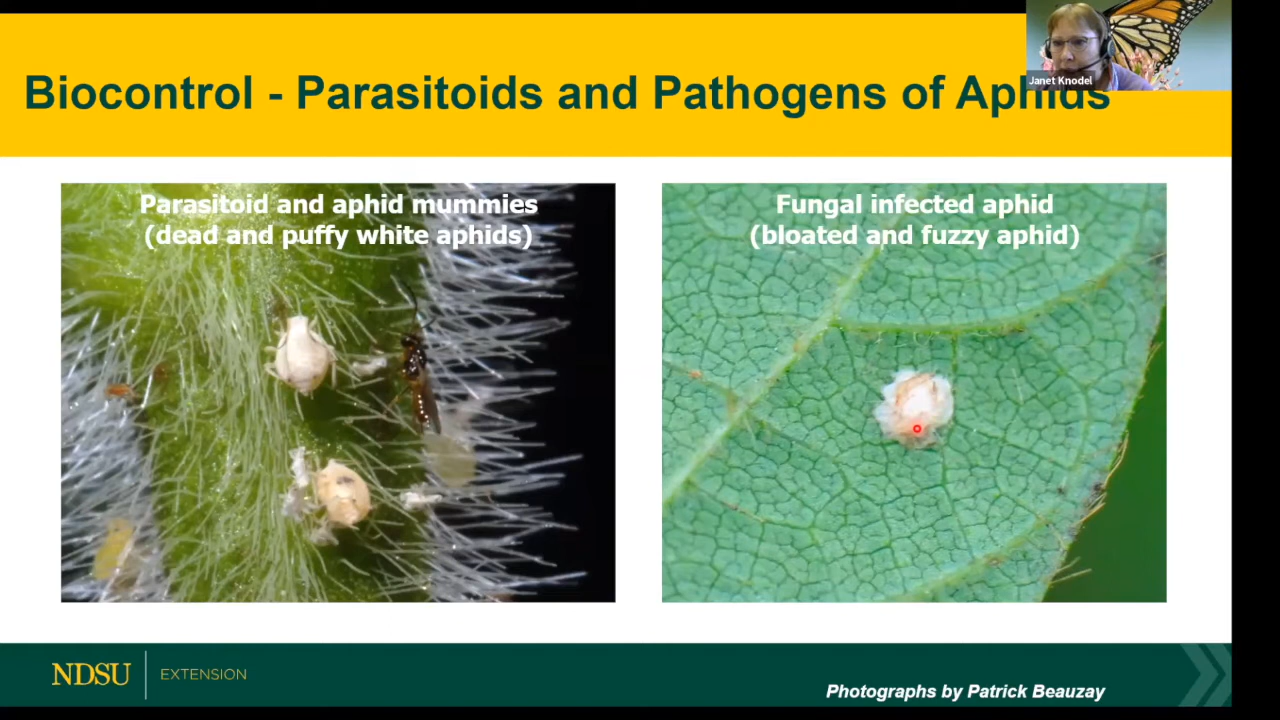 Janet Knodel
Biocontrol - Parasitoids and Pathogens of Aphids
Parasitoid and aphid mummies
(dead and puffy white aphids)
Fungal infected aphid
(bloated and fuzzy aphid)
NDSU EXTENSION
Photographs by Patrick Beauzay